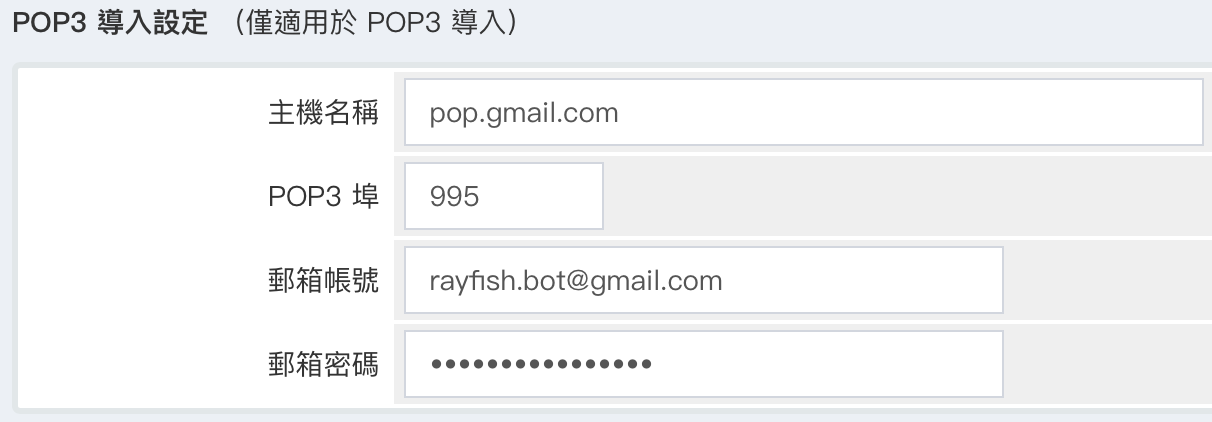 POP3 導入設定 （僅適用於 POP3 導入）
主機名稱 pop.gmail.com
POP3 埠 995
郵箱帳號 rayfish.bot@gmail.com
郵箱密碼 ••••••••••••••••